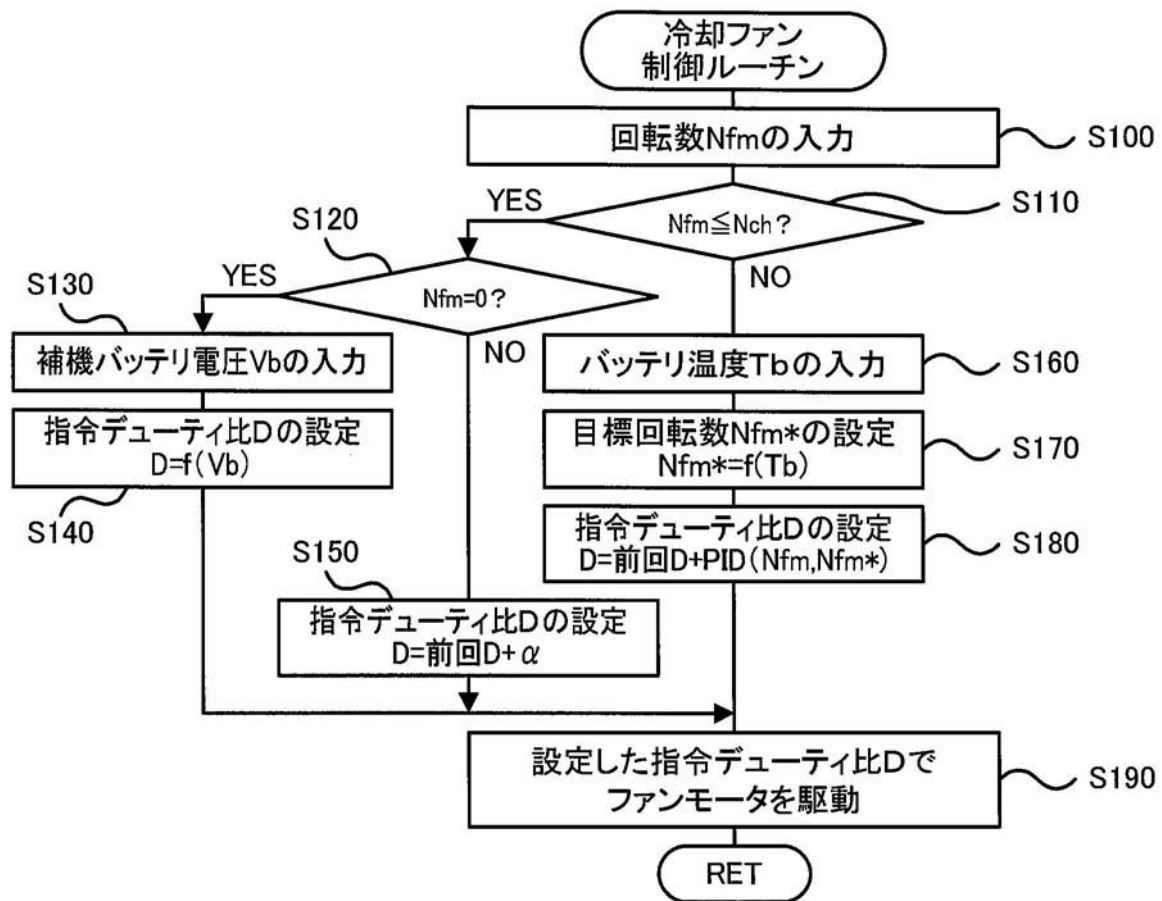 冷却ファン
制御ルーチン
回転数Nfmの入力
S100
Nfm≦Nch?
S110
YES
NO
S120
Nfm=0?
YES
NO
S130
補機バッテリ電圧Vbの入力
指令デューティ比Dの設定
D=f(Vb)
S140
S150
指令デューティ比Dの設定
D=前回D+α
バッテリ温度Tbの入力
S160
目標回転数Nfm*の設定
Nfm*=f(Tb)
S170
指令デューティ比Dの設定
D=前回D+PID(Nfm,Nfm*)
S180
設定した指令デューティ比Dで
ファンモータを駆動
S190
RET